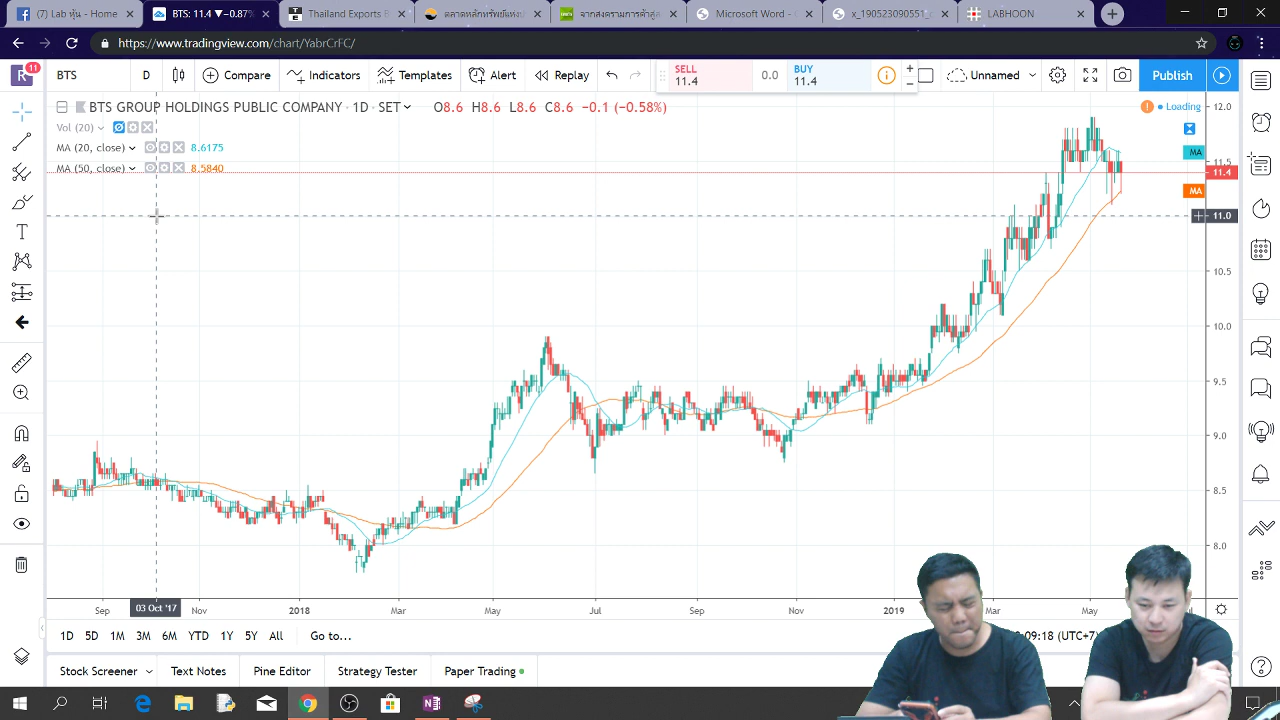 (7) Lab หุ้น - Home
BTS: 11.4 ▼−0.87%
Thailand Exports B
Microsoft Word -
LABHOON
https://www.tradingview.com/chart/YabrCrFC/
R 11
BTS D Compare Indicators Templates Alert Replay
SELL 11.4 0.0 BUY 11.4
Unnamed Publish
BTS GROUP HOLDINGS PUBLIC COMPANY · 1D · SET O8.6 H8.6 L8.6 C8.6 −0.1 (−0.58%)
Loading
Vol (20)
MA (20, close) 8.6175
MA (50, close) 8.5840
12.0
MA
11.5
11.4
MA
11.0
10.5
10.0
9.5
9.0
8.5
8.0
Sep 03 Oct '17 Nov 2018 Mar May Jul Sep Nov 2019 Mar May
1D 5D 1M 3M 6M YTD 1Y 5Y All Go to...
:09:18 (UTC+7)
Stock Screener Text Notes Pine Editor Strategy Tester Paper Trading